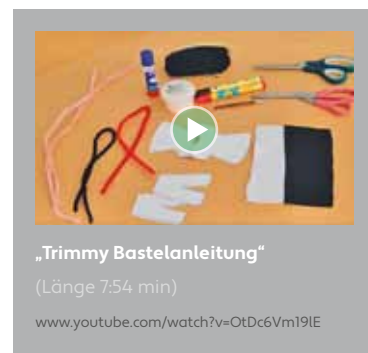 „Trimmy Bastelanleitung“
(Länge 7:54 min)
www.youtube.com/watch?v=OtDc6Vm19lE